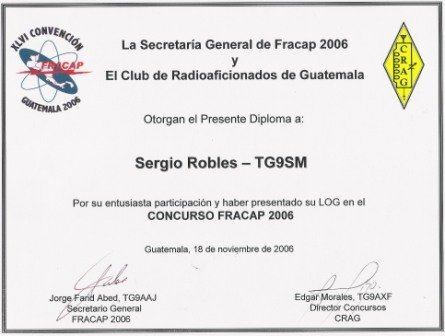 XLVI CONVENCIÓN
FRACAP
GUATEMALA 2006
La Secretaría General de Fracap 2006
y
El Club de Radioaficionados de Guatemala
C
R
A
G
Otorgan el Presente Diploma a:
Sergio Robles – TG9SM
Por su entusiasta participación y haber presentado su LOG en el
CONCURSO FRACAP 2006
Guatemala, 18 de noviembre de 2006
Jorge Farid Abed, TG9AAJ
Secretario General
FRACAP 2006
Edgar Morales, TG9AXF
Director Concursos
CRAG